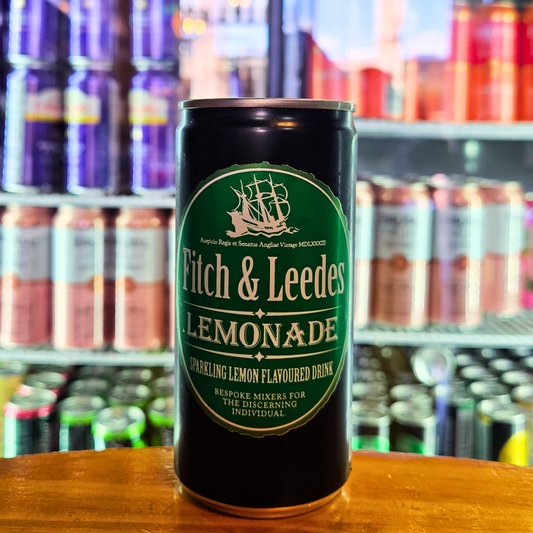 Auspicio Regis et Senatus Angliae Vintage MDLXXXIII
Fitch & Leedes
LEMONADE
SPARKLING LEMON FLAVOURED DRINK
BESPOKE MIXERS FOR
THE DISCERNING
INDIVIDUAL.